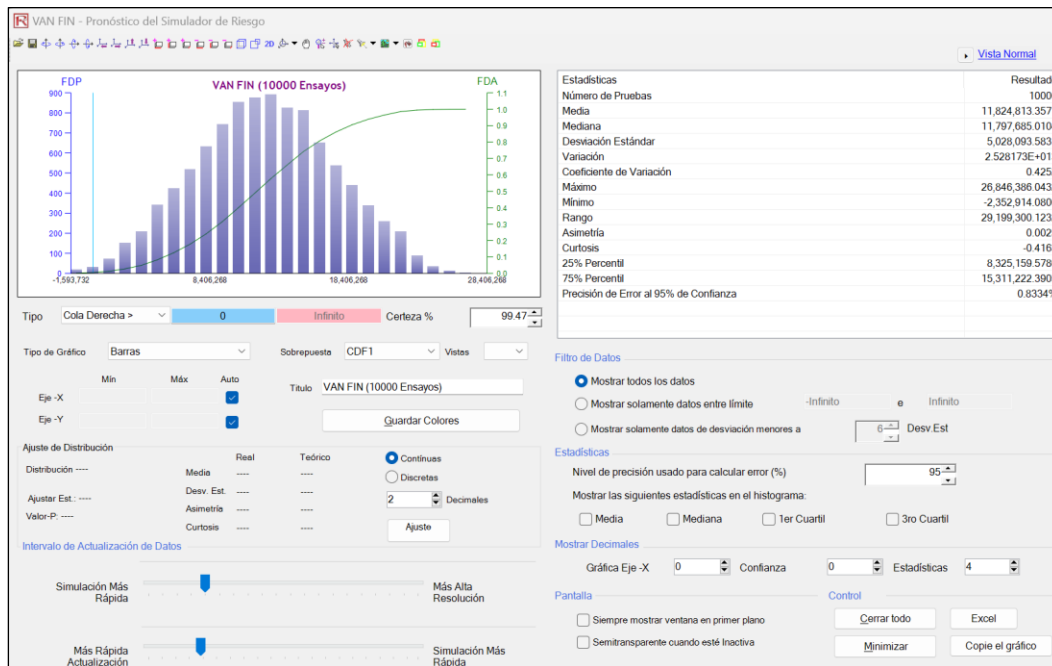 VAN FIN - Pronóstico del Simulador de Riesgo
2D
Vista Normal
FDP
VAN FIN (10000 Ensayos)
FDA
900
800
700
600
500
400
300
200
100
0
1.1
1.0
0.9
0.8
0.7
0.6
0.5
0.4
0.3
0.2
0.1
0.0
-1,593,732 8,406,268 18,406,268 28,406,268
Estadísticas Resultad
Número de Pruebas 1000
Media 11,824,813.357
Mediana 11,797,685.010
Desviación Estándar 5,028,093.583
Variación 2.528173E+01
Coeficiente de Variación 0.425
Máximo 26,846,386.043
Mínimo -2,352,914.080
Rango 29,199,300.123
Asimetría 0.002
Curtosis -0.416
25% Percentil 8,325,159.578
75% Percentil 15,311,222.390
Precisión de Error al 95% de Confianza 0.8334%
Tipo Cola Derecha > 0 Infinito Certeza % 99.47
Tipo de Gráfico Barras Sobrepuesta CDF1 Vistas
Mín Máx Auto
Eje -X
Eje -Y
Titulo VAN FIN (10000 Ensayos)
Guardar Colores
Ajuste de Distribución
Distribución ----
Ajustar Est.: ----
Valor-P: ----
Real Teórico
Media ---- ----
Desv. Est. ---- ----
Asimetría ---- ----
Curtosis ---- ----
Contínuas
Discretas
2 Decimales
Ajuste
Intervalo de Actualización de Datos
Simulación Más Rápida
Más Alta Resolución
Más Rápida Actualización
Simulación Más Rápida
Filtro de Datos
Mostrar todos los datos
Mostrar solamente datos entre límite -Infinito e Infinito
Mostrar solamente datos de desviación menores a 6 Desv.Est
Estadísticas
Nivel de precisión usado para calcular error (%) 95
Mostrar las siguientes estadísticas en el histograma:
Media Mediana 1er Cuartil 3ro Cuartil
Mostrar Decimales
Gráfica Eje -X 0 Confianza 0 Estadísticas 4
Pantalla
Siempre mostrar ventana en primer plano
Semitransparente cuando esté Inactiva
Control
Cerrar todo Excel
Minimizar Copie el gráfico